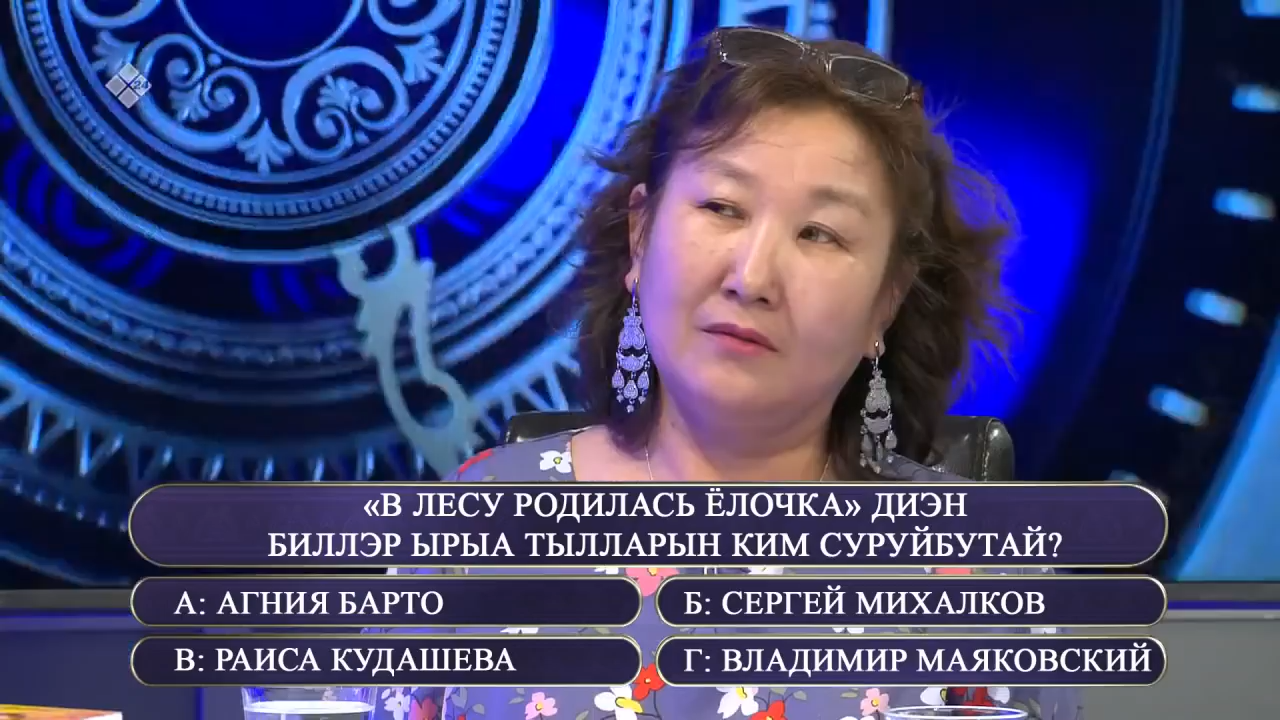 «В ЛЕСУ РОДИЛАСЬ ЁЛОЧКА» ДИЭН
БИЛЛЭР ЫРЫА ТЫЛЛАРЫН КИМ СУРУЙБУТАЙ?
А: АГНИЯ БАРТО
Б: СЕРГЕЙ МИХАЛКОВ
В: РАИСА КУДАШЕВА
Г: ВЛАДИМИР МАЯКОВСКИЙ